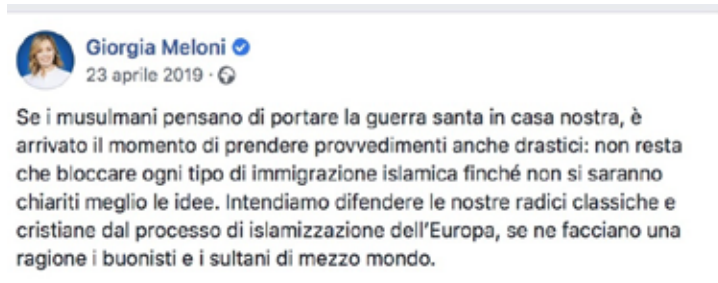 Giorgia Meloni
23 aprile 2019 ·
Se i musulmani pensano di portare la guerra santa in casa nostra, è
arrivato il momento di prendere provvedimenti anche drastici: non resta
che bloccare ogni tipo di immigrazione islamica finché non si saranno
chiariti meglio le idee. Intendiamo difendere le nostre radici classiche e
cristiane dal processo di islamizzazione dell'Europa, se ne facciano una
ragione i buonisti e i sultani di mezzo mondo.